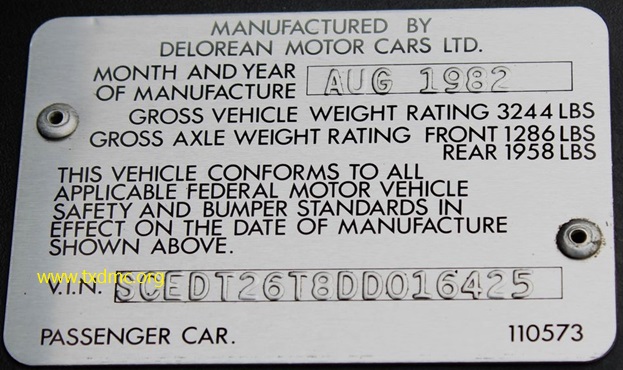 MANUFACTURED BY
DELOREAN MOTOR CARS LTD.
MONTH AND YEAR
OF MANUFACTURE AUG 1982
GROSS VEHICLE WEIGHT RATING 3244 LBS
GROSS AXLE WEIGHT RATING FRONT 1286 LBS
REAR 1958 LBS
THIS VEHICLE CONFORMS TO ALL
APPLICABLE FEDERAL MOTOR VEHICLE
SAFETY AND BUMPER STANDARDS IN
EFFECT ON THE DATE OF MANUFACTURE
SHOWN ABOVE.
www.txdmc.org
V.I.N. SCEDT26T8DD016425
PASSENGER CAR. 110573